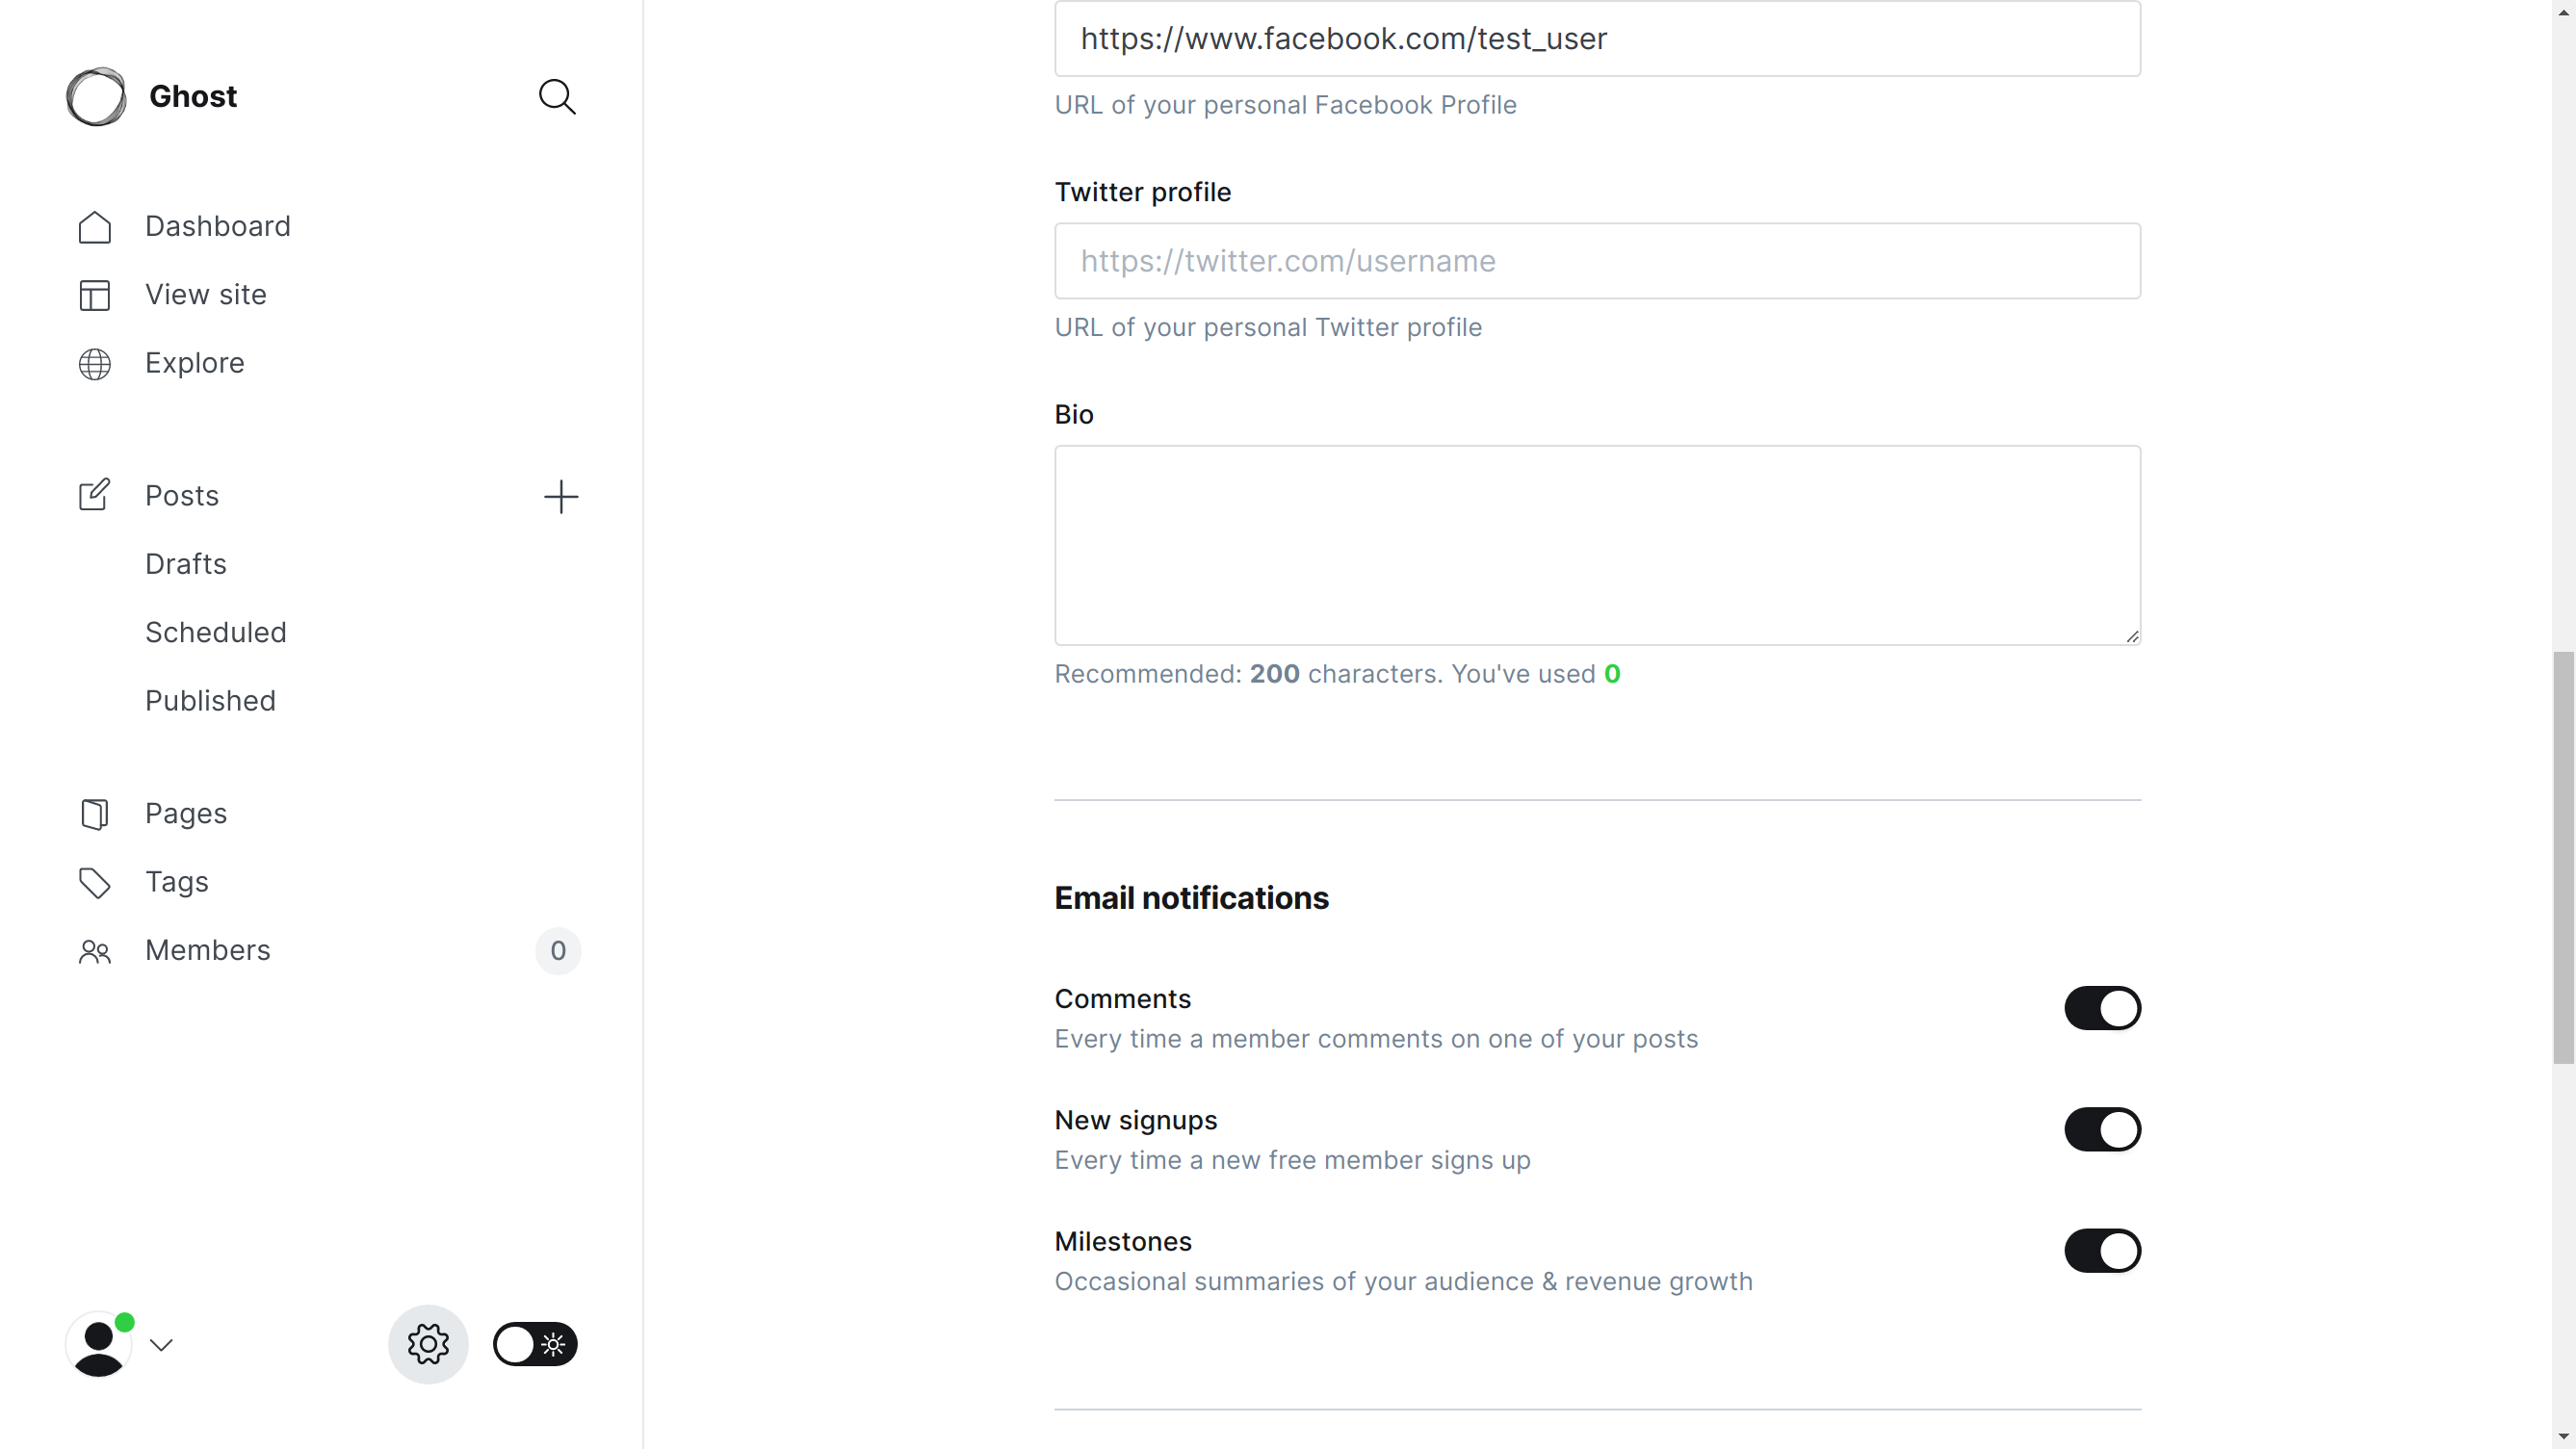 Ghost
Dashboard
View site
Explore
Posts
Drafts
Scheduled
Published
Pages
Tags
Members
0
https://www.facebook.com/test_user
URL of your personal Facebook Profile
Twitter profile
https://twitter.com/username
URL of your personal Twitter profile
Bio
Recommended: 200 characters. You've used 0
Email notifications
Comments
Every time a member comments on one of your posts
New signups
Every time a new free member signs up
Milestones
Occasional summaries of your audience & revenue growth